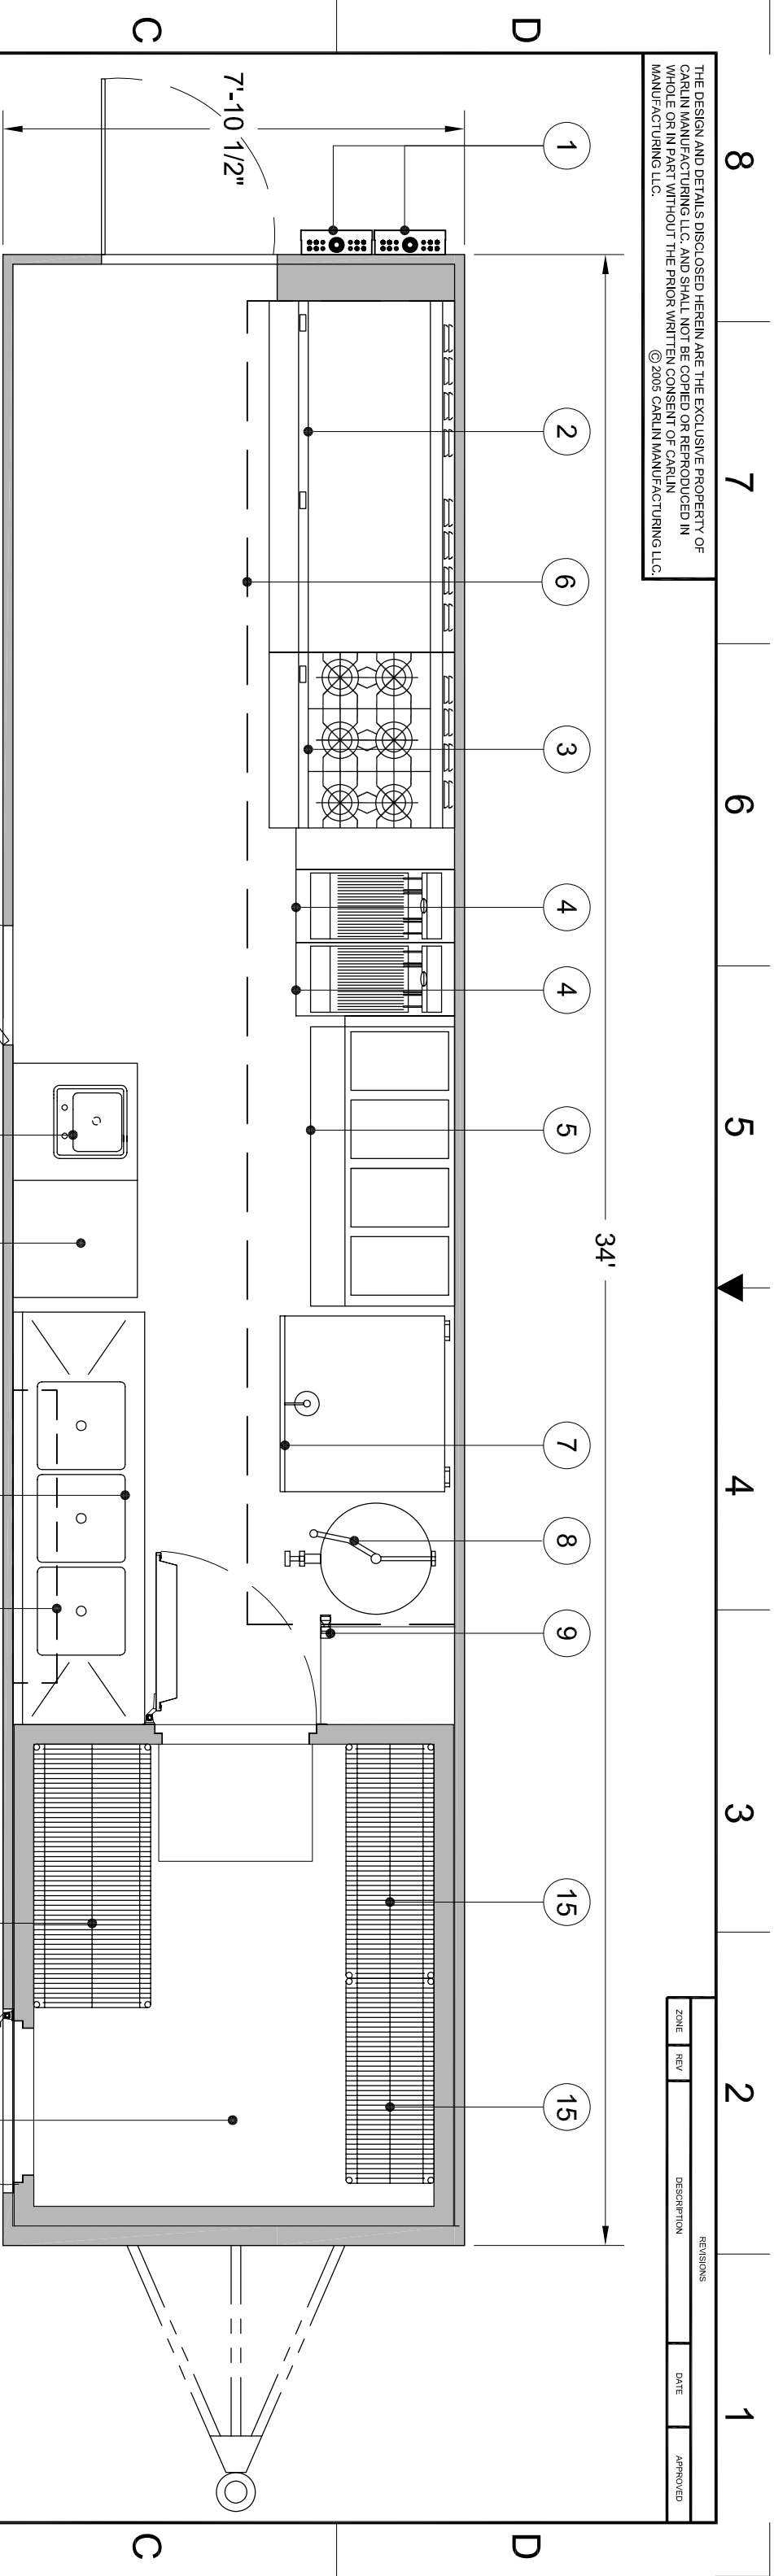 8
7
6
5
4
3
2
1
D
D
C
C
THE DESIGN AND DETAILS DISCLOSED HEREIN ARE THE EXCLUSIVE PROPERTY OF
CARLIN MANUFACTURING LLC. AND SHALL NOT BE COPIED OR REPRODUCED IN
WHOLE OR IN PART WITHOUT THE PRIOR WRITTEN CONSENT OF CARLIN
MANUFACTURING LLC.
© 2005 CARLIN MANUFACTURING LLC.
REVISIONS
ZONE REV DESCRIPTION DATE APPROVED
34'
1
2
6
3
4
4
5
7
8
9
15
15
7'-10 1/2"